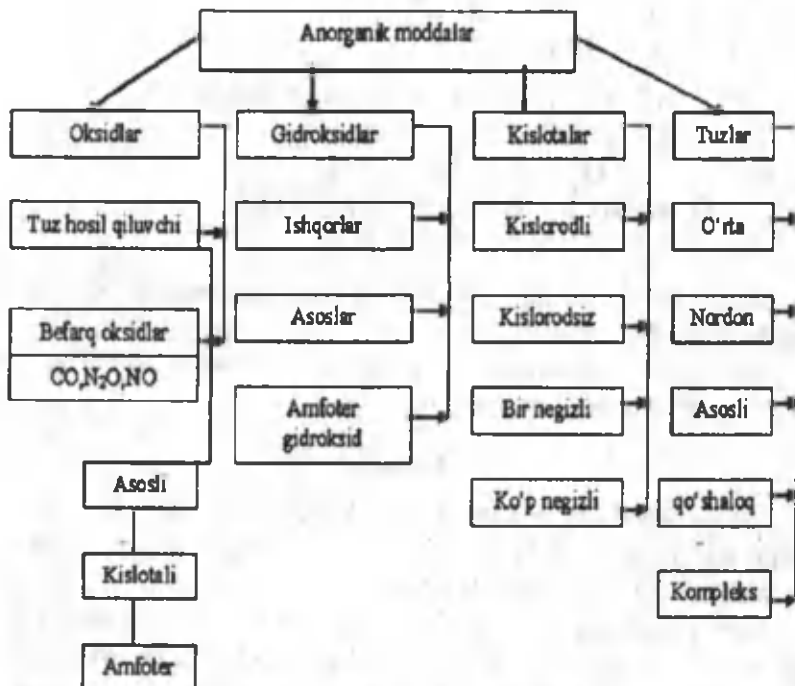 Anorganik moddalar
Oksidlar
Gidroksidlar
Kislotalar
Tuzlar
Tuz hosil qiluvchi
Ishqorlar
Kislorodli
O'rta
Befarq oksidlar
CO,N₂O,NO
Asoslar
Kislorodsiz
Nordon
Amfoter
gidroksid
Bir negizli
Asosli
Asosli
Ko'p negizli
qo'shaloq
Kislotali
Kompleks
Amfoter